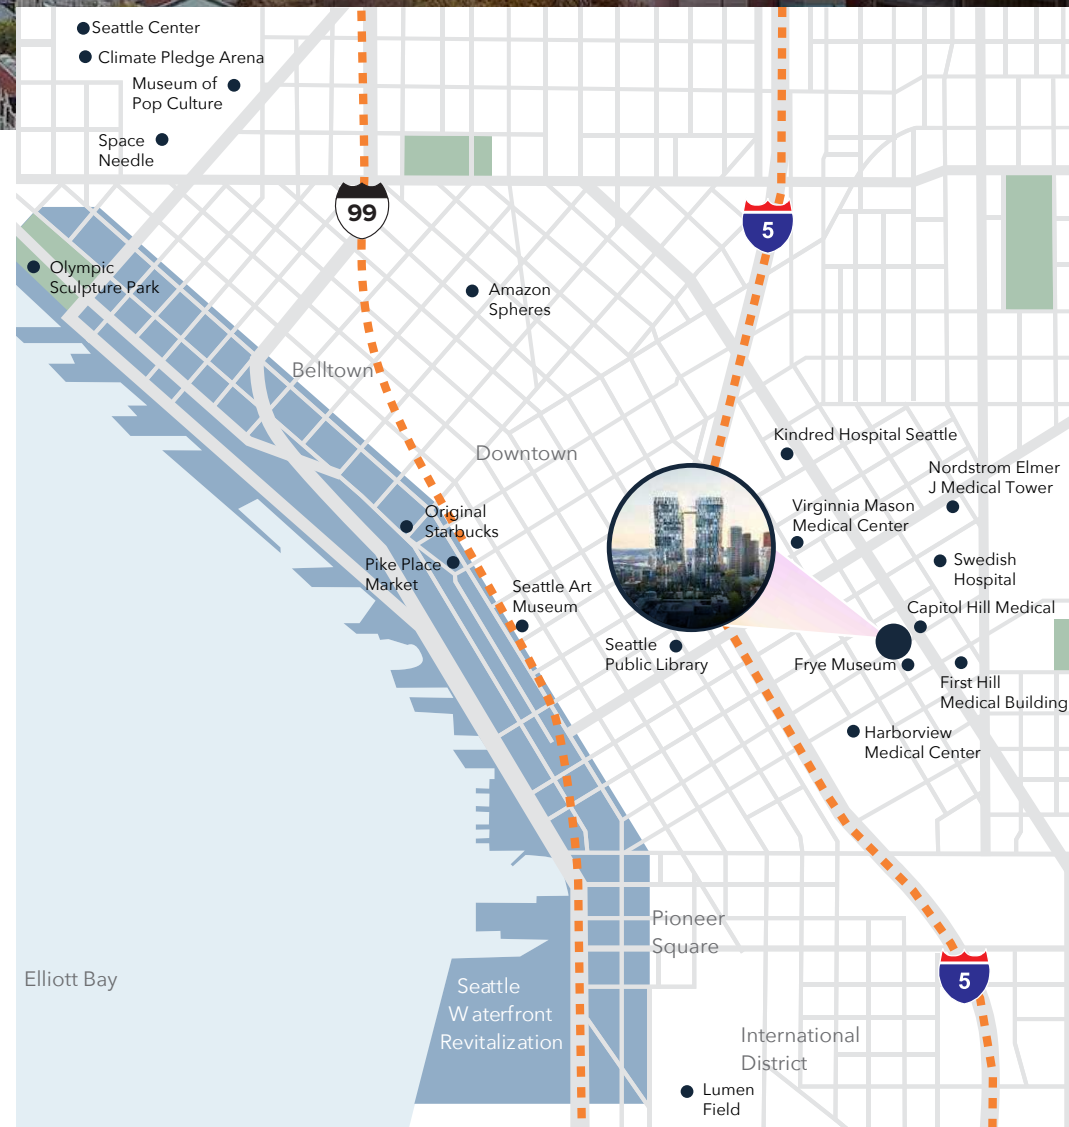 Seattle Center
Climate Pledge Arena
Museum of
Pop Culture
Space
Needle
99
5
Olympic
Sculpture Park
Amazon
Spheres
Belltown
Downtown
Kindred Hospital Seattle
Nordstrom Elmer
J Medical Tower
Virginnia Mason
Medical Center
Original
Starbucks
Pike Place
Market
Swedish
Hospital
Seattle Art
Museum
Capitol Hill Medical
Seattle
Public Library
Frye Museum
First Hill
Medical Building
Harborview
Medical Center
Pioneer
Square
Elliott Bay
5
Seattle
Waterfront
Revitalization
International
District
Lumen
Field